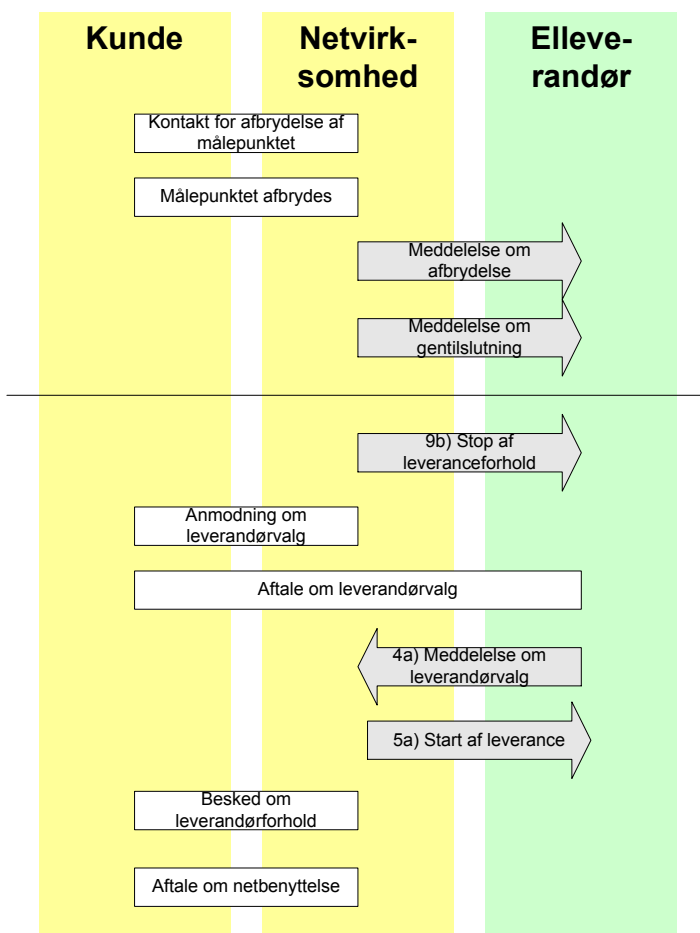 Kunde
Netvirk-
somhed
Elleve-
randør
Kontakt for afbrydelse af
målepunktet
Målepunktet afbrydes
Meddelelse om
afbrydelse
Meddelelse om
gentilslutning
9b) Stop af
leveranceforhold
Anmodning om
leverandørvalg
Aftale om leverandørvalg
4a) Meddelelse om
leverandørvalg
5a) Start af leverance
Besked om
leverandørforhold
Aftale om netbenyttelse